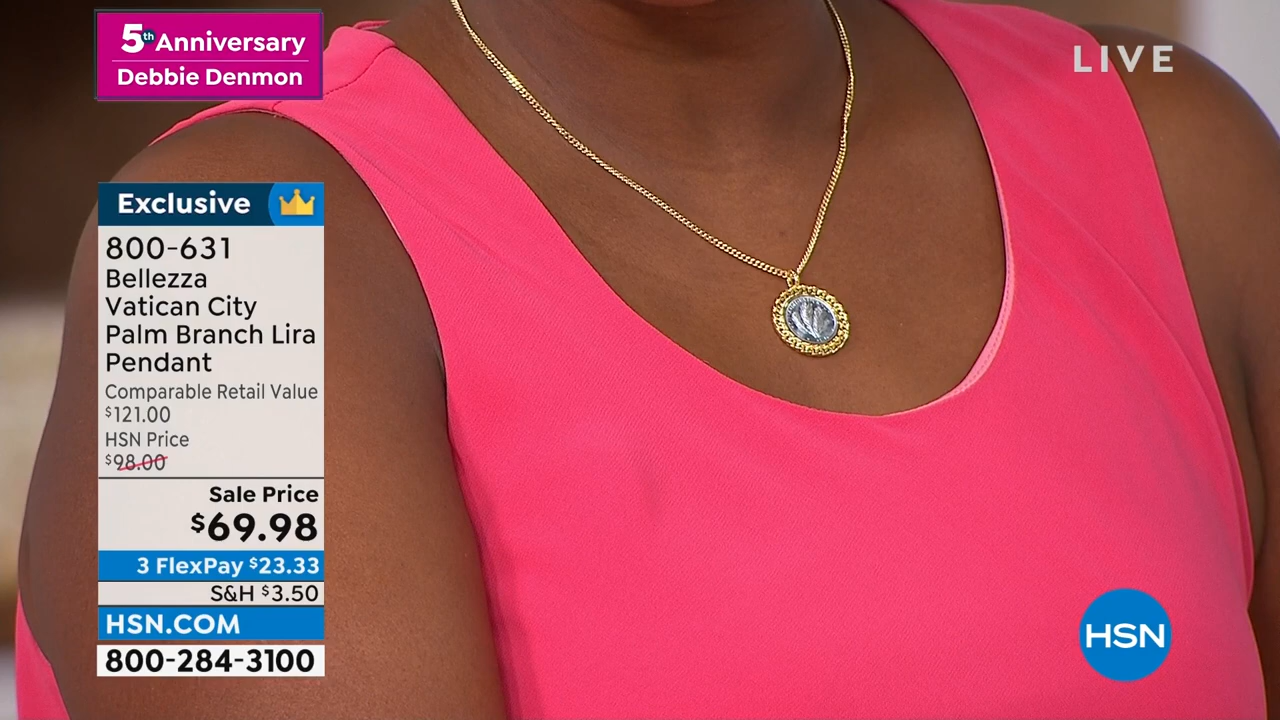 5th Anniversary
Debbie Denmon
LIVE
Exclusive
800-631
Bellezza
Vatican City
Palm Branch Lira
Pendant
Comparable Retail Value
$121.00
HSN Price
$98.00
Sale Price
$69.98
3 FlexPay $23.33
S&H $3.50
HSN.COM
800-284-3100
HSN